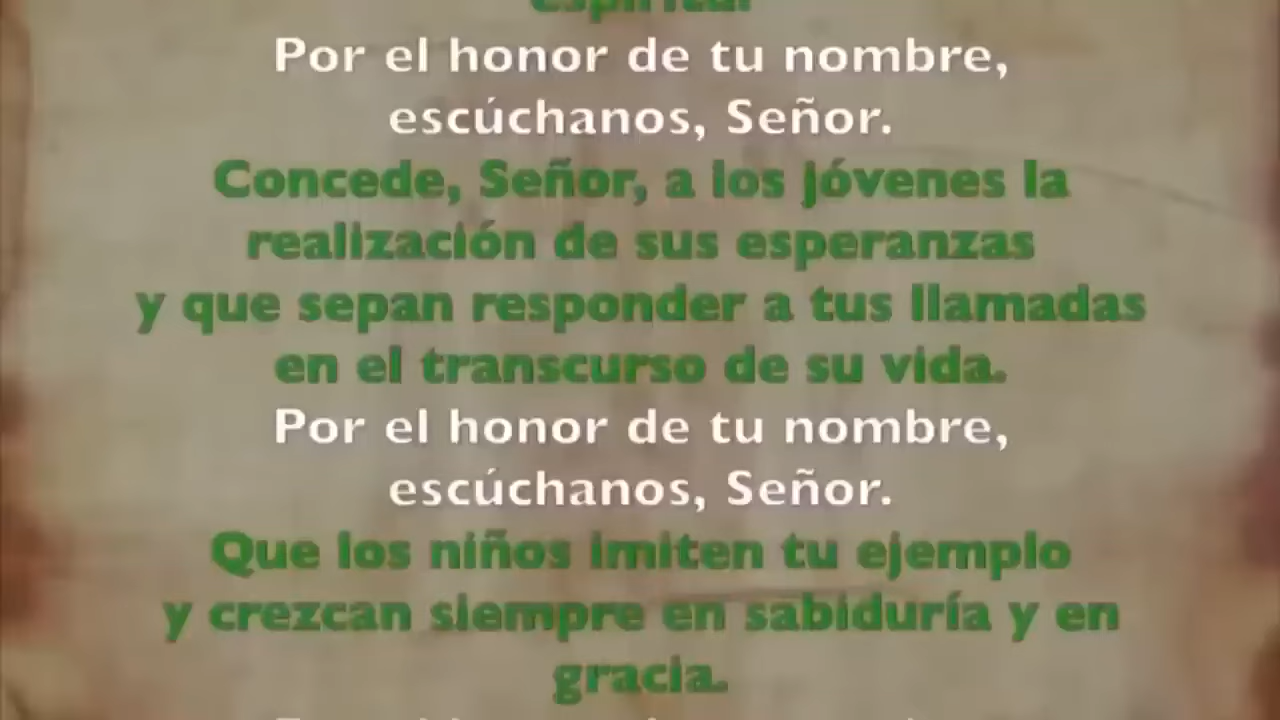 Por el honor de tu nombre,
escúchanos, Señor.
Concede, Señor, a los jóvenes la
realización de sus esperanzas
y que sepan responder a tus llamadas
en el transcurso de su vida.
Por el honor de tu nombre,
escúchanos, Señor.
Que los niños imiten tu ejemplo
y crezcan siempre en sabiduría y en
gracia.